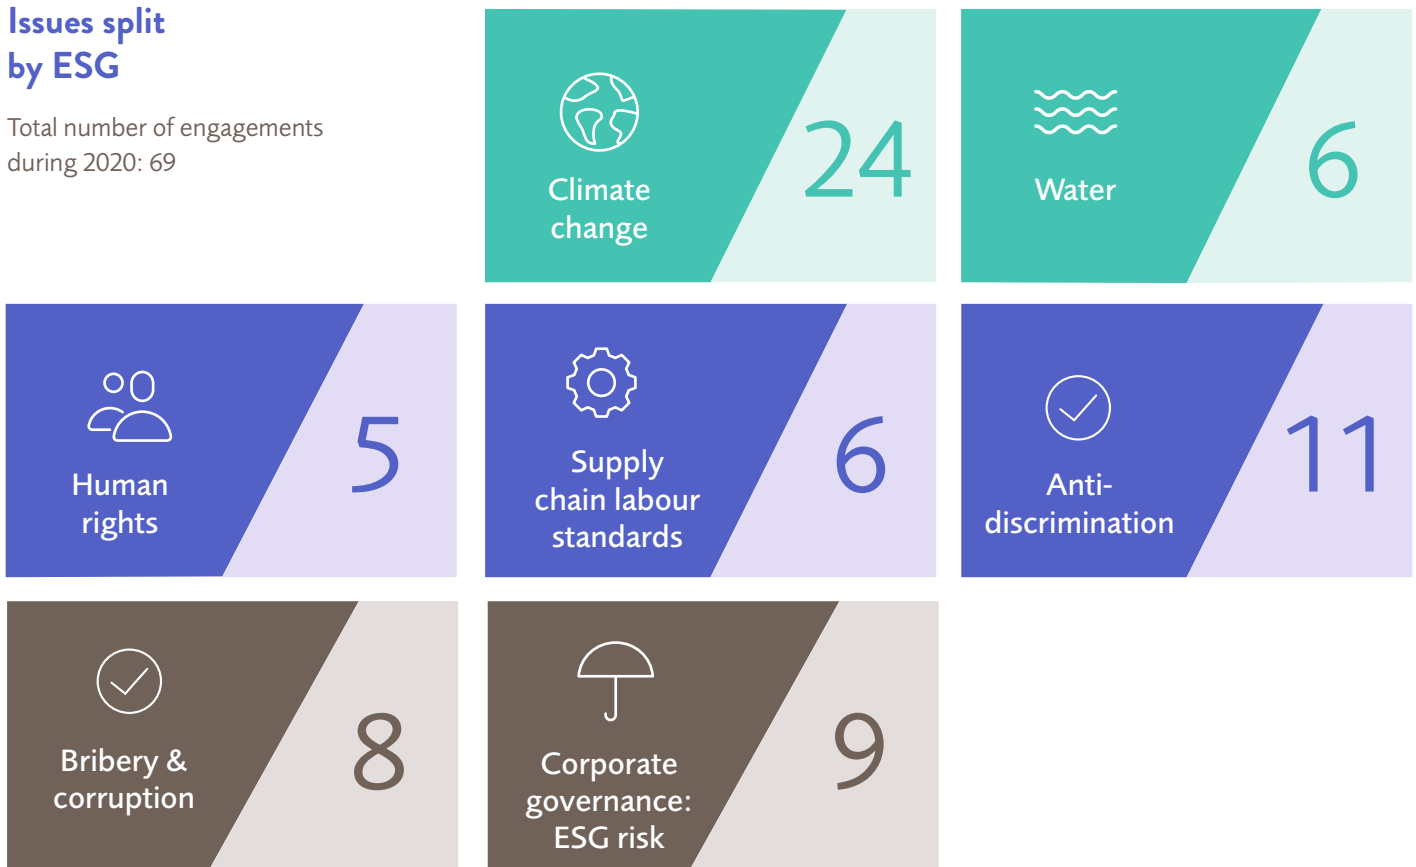 Issues split
by ESG
Total number of engagements
during 2020: 69
Climate
change
24
Water
6
Human
rights
5
Supply
chain labour
standards
6
Anti-
discrimination
11
Bribery &
corruption
8
Corporate
governance:
ESG risk
9